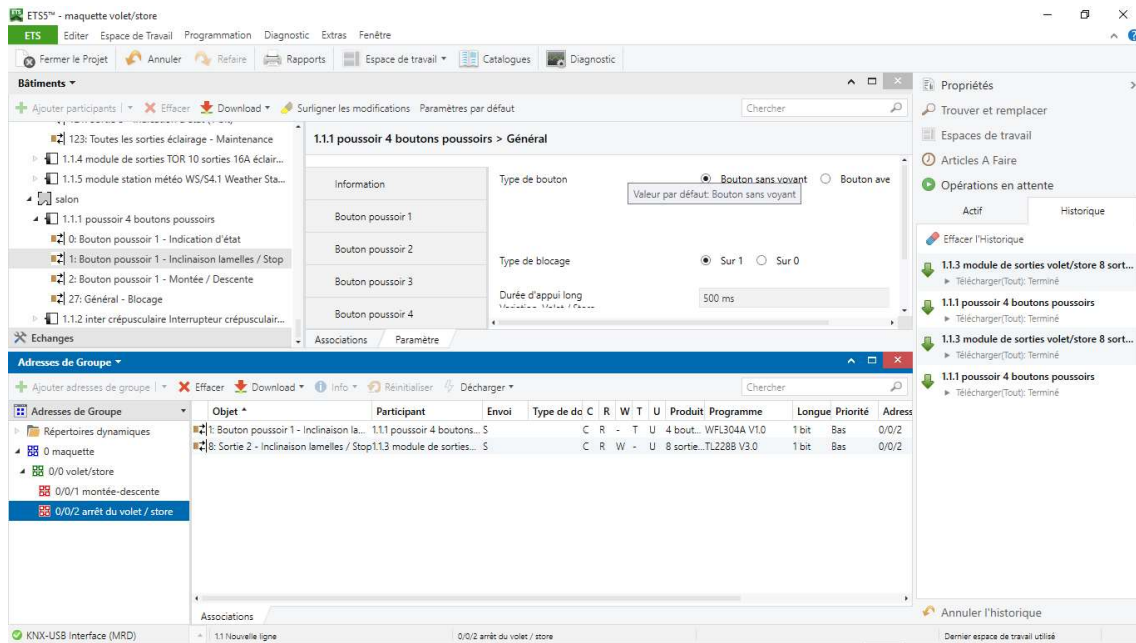 ETS5™ - maquette volet/store
ETS Editer Espace de Travail Programmation Diagnostic Extras Fenêtre
Fermer le Projet Annuler Refaire Rapports Espace de travail Catalogues Diagnostic
Bâtiments
Ajouter participants Effacer Download Surligner les modifications Paramètres par défaut Chercher
123: Toutes les sorties éclairage - Maintenance
1.1.4 module de sorties TOR 10 sorties 16A éclair...
1.1.5 module station météo WS/S4.1 Weather Sta...
salon
1.1.1 poussoir 4 boutons poussoirs
0: Bouton poussoir 1 - Indication d'état
1: Bouton poussoir 1 - Inclinaison lamelles / Stop
2: Bouton poussoir 1 - Montée / Descente
27: Général - Blocage
1.1.2 inter crépusculaire Interrupteur crépusculair...
Echanges
1.1.1 poussoir 4 boutons poussoirs > Général
Information
Bouton poussoir 1
Bouton poussoir 2
Bouton poussoir 3
Bouton poussoir 4
Type de bouton Bouton sans voyant Bouton ave
Valeur par défaut: Bouton sans voyant
Type de blocage Sur 1 Sur 0
Durée d'appui long 500 ms
Variation, Volet / Store
Associations Paramètre
Adresses de Groupe
Ajouter adresses de groupe Effacer Download Info Réinitialiser Décharger Chercher
Adresses de Groupe
Répertoires dynamiques
0 maquette
0/0 volet/store
0/0/1 montée-descente
0/0/2 arrêt du volet / store
Objet Participant Envoi Type de do C R W T U Produit Programme Longue Priorité Adress
1: Bouton poussoir 1 - Inclinaison la... 1.1.1 poussoir 4 boutons... S C R - T U 4 bout... WFL304A V1.0 1 bit Bas 0/0/2
8: Sortie 2 - Inclinaison lamelles / Stop 1.1.3 module de sorties... S C R W - U 8 sortie... TL228B V3.0 1 bit Bas 0/0/2
Associations
Propriétés
Trouver et remplacer
Espaces de travail
Articles A Faire
Opérations en attente
Actif Historique
Effacer l'Historique
1.1.3 module de sorties volet/store 8 sort...
Télécharger(Tout): Terminé
1.1.1 poussoir 4 boutons poussoirs
Télécharger(Tout): Terminé
1.1.3 module de sorties volet/store 8 sort...
Télécharger(Tout): Terminé
1.1.1 poussoir 4 boutons poussoirs
Télécharger(Tout): Terminé
Annuler l'historique
KNX-USB Interface (MRD) 1.1 Nouvelle ligne 0/0/2 arrêt du volet / store Dernier espace de travail utilisé